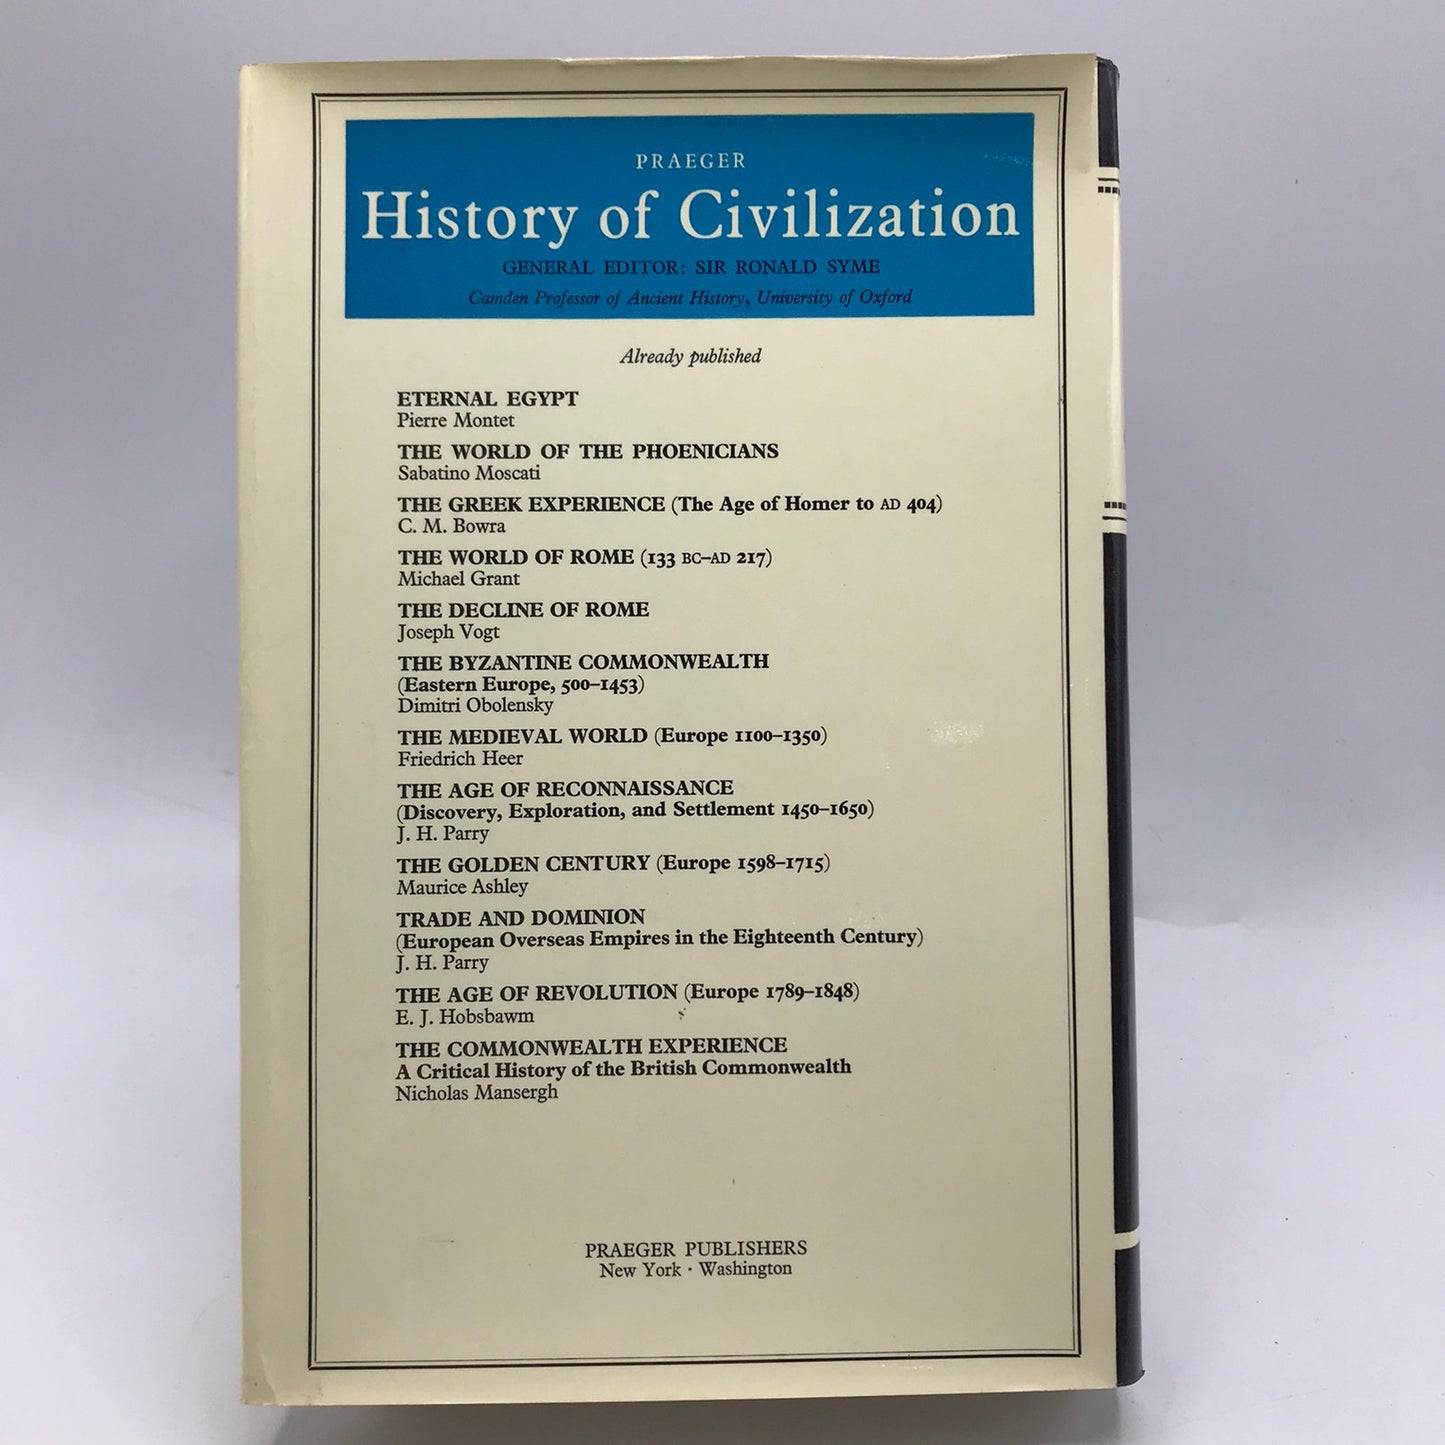 PRAEGER
History of Civilization
GENERAL EDITOR: SIR RONALD SYME
Camden Professor of Ancient History, University of Oxford
Already published
ETERNAL EGYPT
Pierre Montet
THE WORLD OF THE PHOENICIANS
Sabatino Moscati
THE GREEK EXPERIENCE (The Age of Homer to AD 404)
C. M. Bowra
THE WORLD OF ROME (133 BC–AD 217)
Michael Grant
THE DECLINE OF ROME
Joseph Vogt
THE BYZANTINE COMMONWEALTH
(Eastern Europe, 500–1453)
Dimitri Obolensky
THE MEDIEVAL WORLD (Europe 1100–1350)
Friedrich Heer
THE AGE OF RECONNAISSANCE
(Discovery, Exploration, and Settlement 1450–1650)
J. H. Parry
THE GOLDEN CENTURY (Europe 1598–1715)
Maurice Ashley
TRADE AND DOMINION
(European Overseas Empires in the Eighteenth Century)
J. H. Parry
THE AGE OF REVOLUTION (Europe 1789–1848)
E. J. Hobsbawm
THE COMMONWEALTH EXPERIENCE
A Critical History of the British Commonwealth
Nicholas Mansergh
PRAEGER PUBLISHERS
New York · Washington